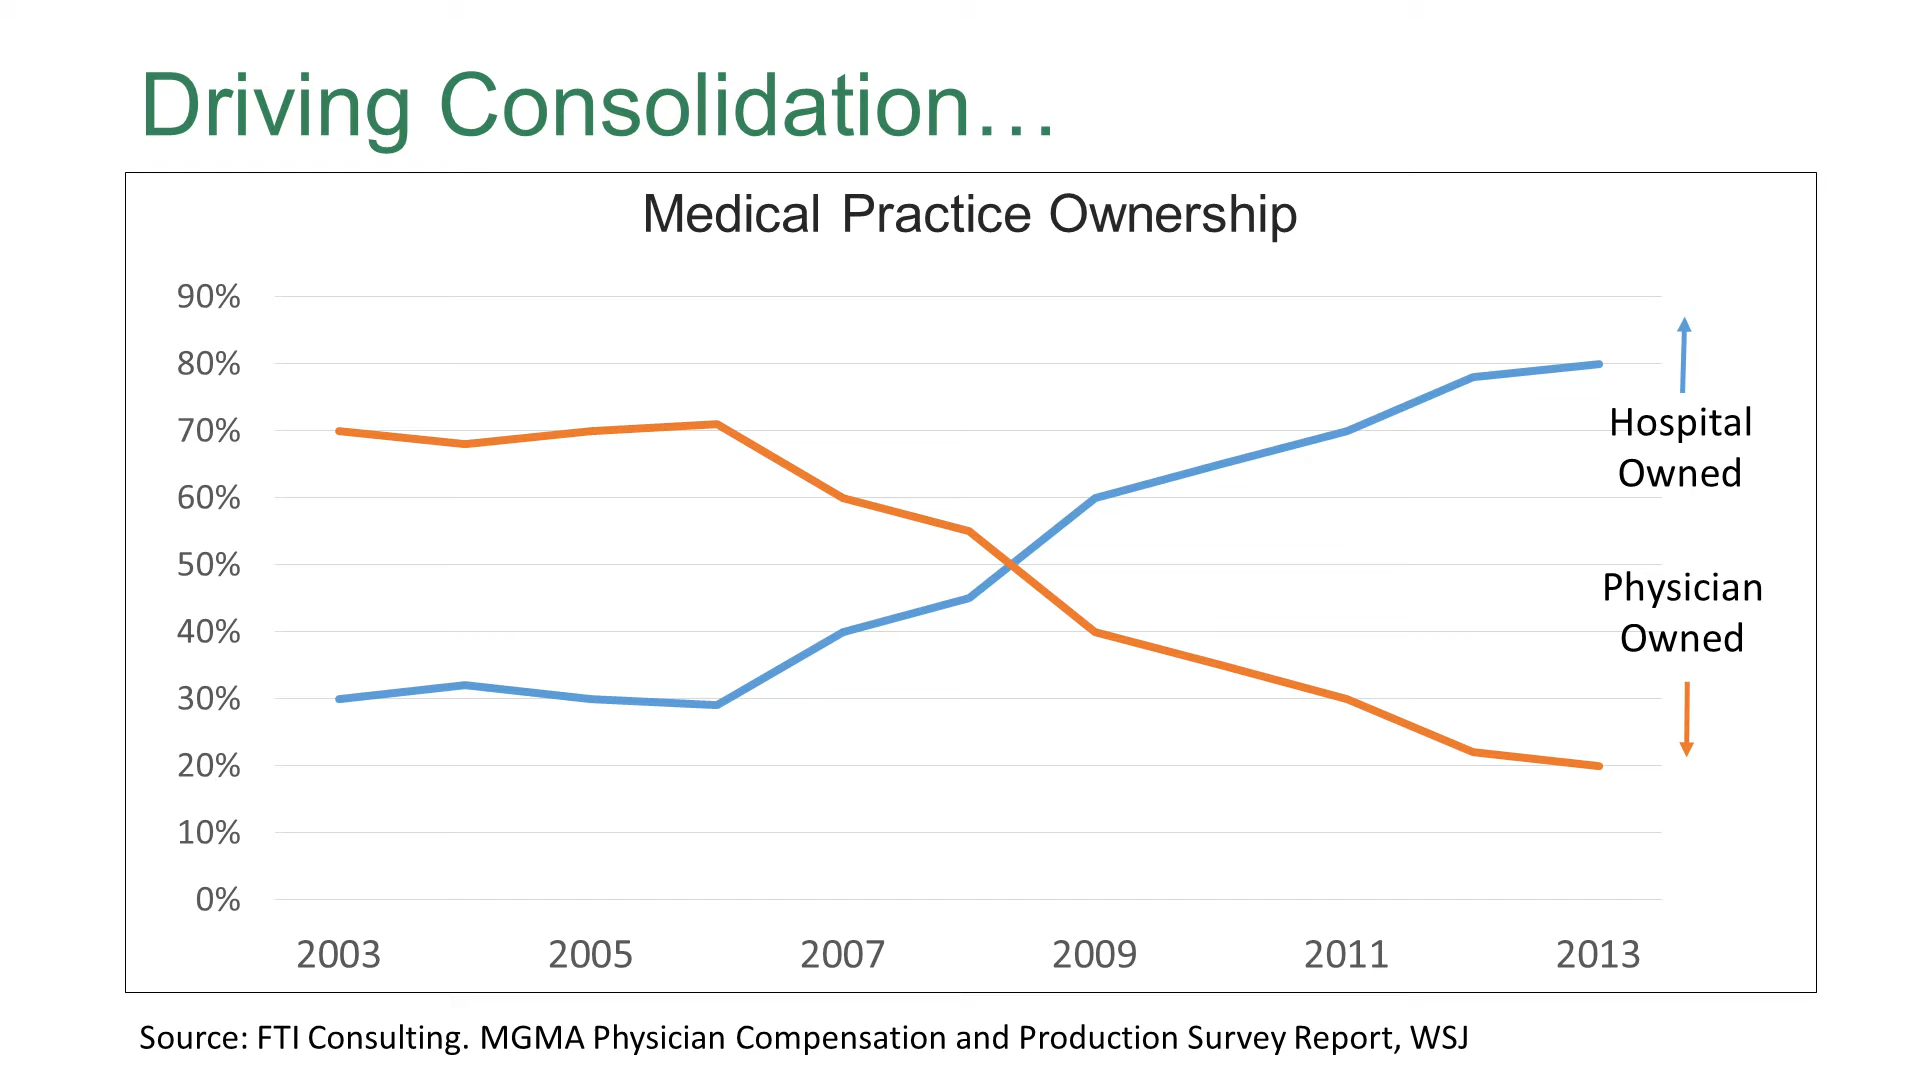 Driving Consolidation…
Medical Practice Ownership
90%
80%
70%
60%
50%
40%
30%
20%
10%
0%
Hospital
Owned
Physician
Owned
2003 2005 2007 2009 2011 2013
Source: FTI Consulting. MGMA Physician Compensation and Production Survey Report, WSJ